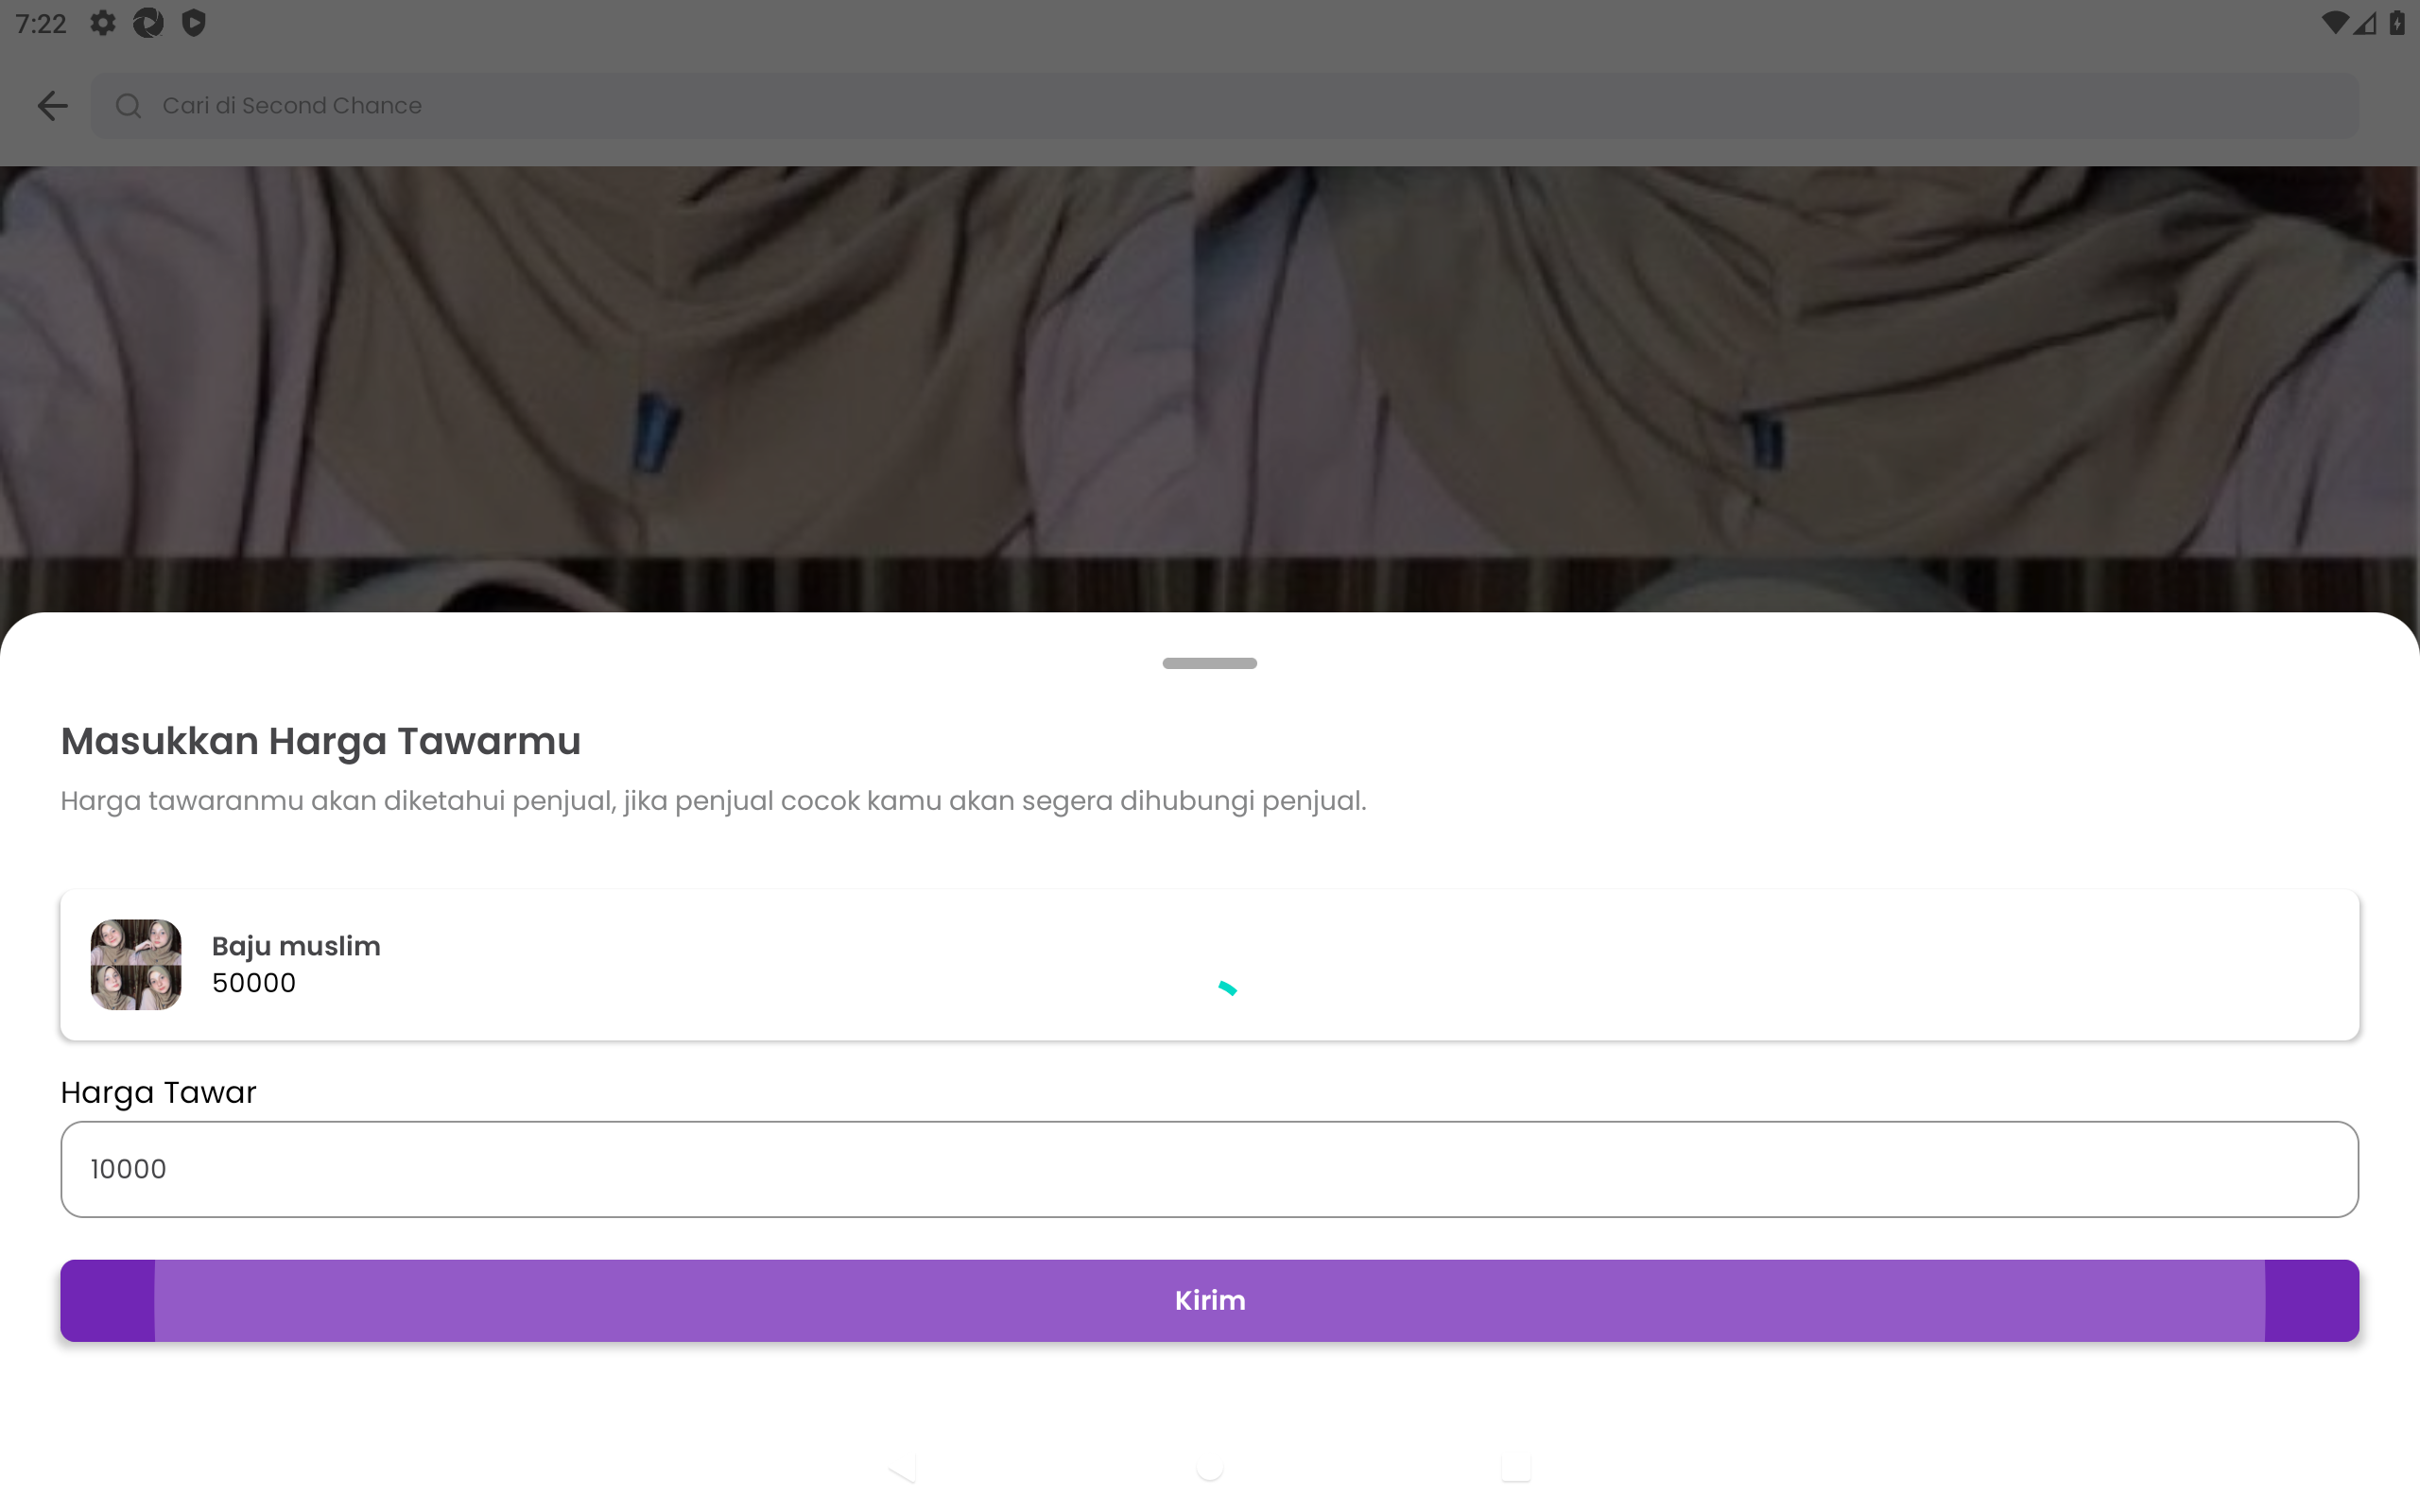 7:22
Cari di Second Chance
Masukkan Harga Tawarmu
Harga tawaranmu akan diketahui penjual, jika penjual cocok kamu akan segera dihubungi penjual.
Baju muslim
50000
Harga Tawar
10000
Kirim